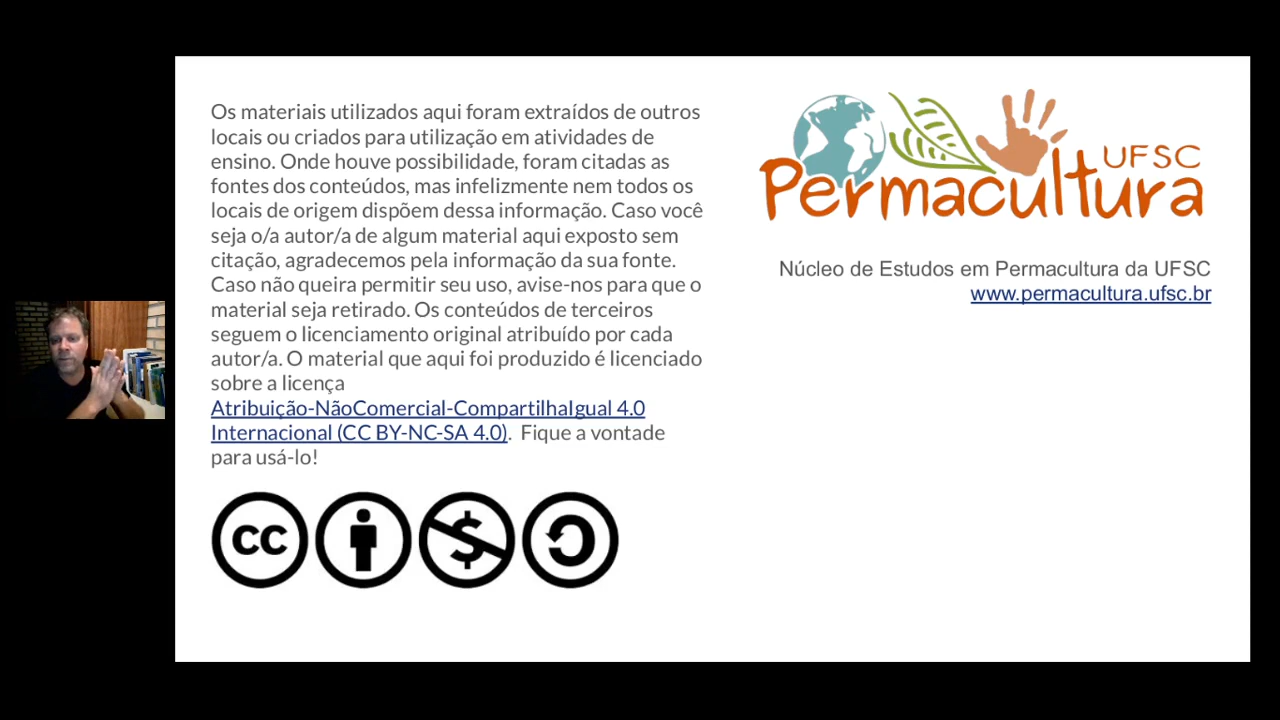 Os materiais utilizados aqui foram extraídos de outros
locais ou criados para utilização em atividades de
ensino. Onde houve possibilidade, foram citadas as
fontes dos conteúdos, mas infelizmente nem todos os
locais de origem dispõem dessa informação. Caso você
seja o/a autor/a de algum material aqui exposto sem
citação, agradecemos pela informação da sua fonte.
Caso não queira permitir seu uso, avise-nos para que o
material seja retirado. Os conteúdos de terceiros
seguem o licenciamento original atribuído por cada
autor/a. O material que aqui foi produzido é licenciado
sobre a licença
Atribuição-NãoComercial-CompartilhaIgual 4.0
Internacional (CC BY-NC-SA 4.0). Fique a vontade
para usá-lo!
cc
UFSC
Permacultura
Núcleo de Estudos em Permacultura da UFSC
www.permacultura.ufsc.br